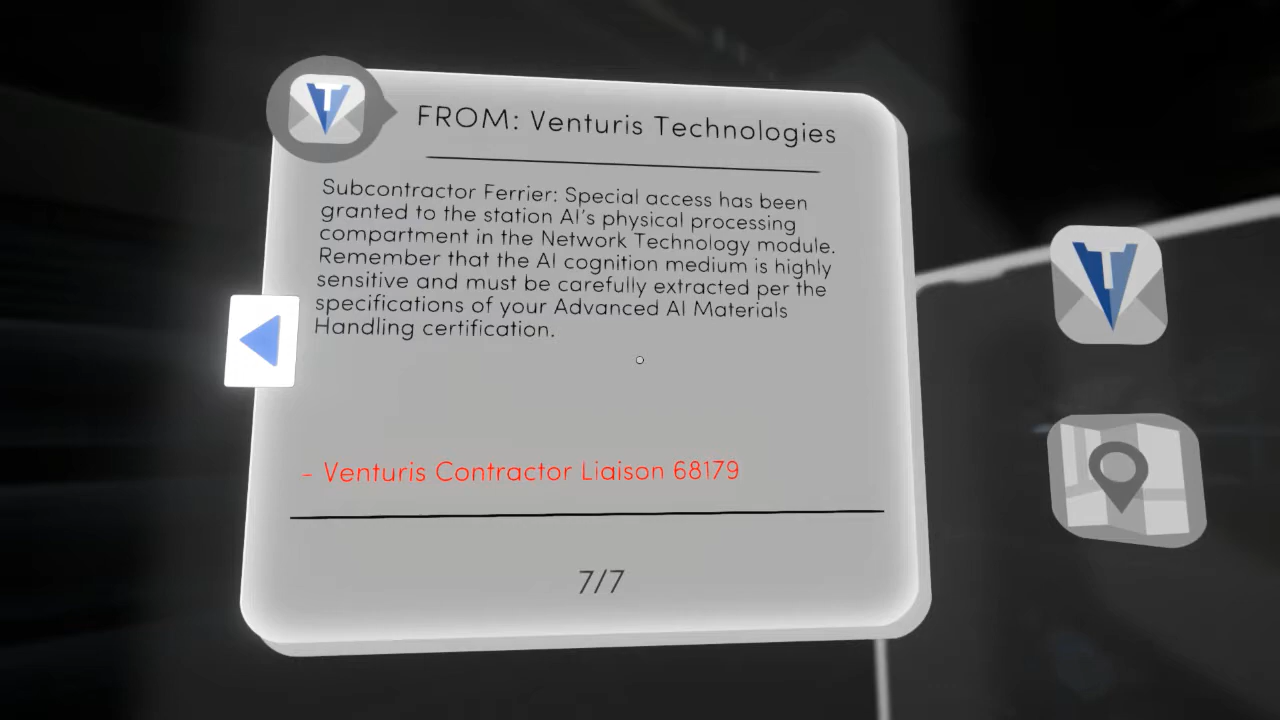 FROM: Venturis Technologies
Subcontractor Ferrier: Special access has been
granted to the station AI's physical processing
compartment in the Network Technology module.
Remember that the AI cognition medium is highly
sensitive and must be carefully extracted per the
specifications of your Advanced AI Materials
Handling certification.
- Venturis Contractor Liaison 68179
7/7